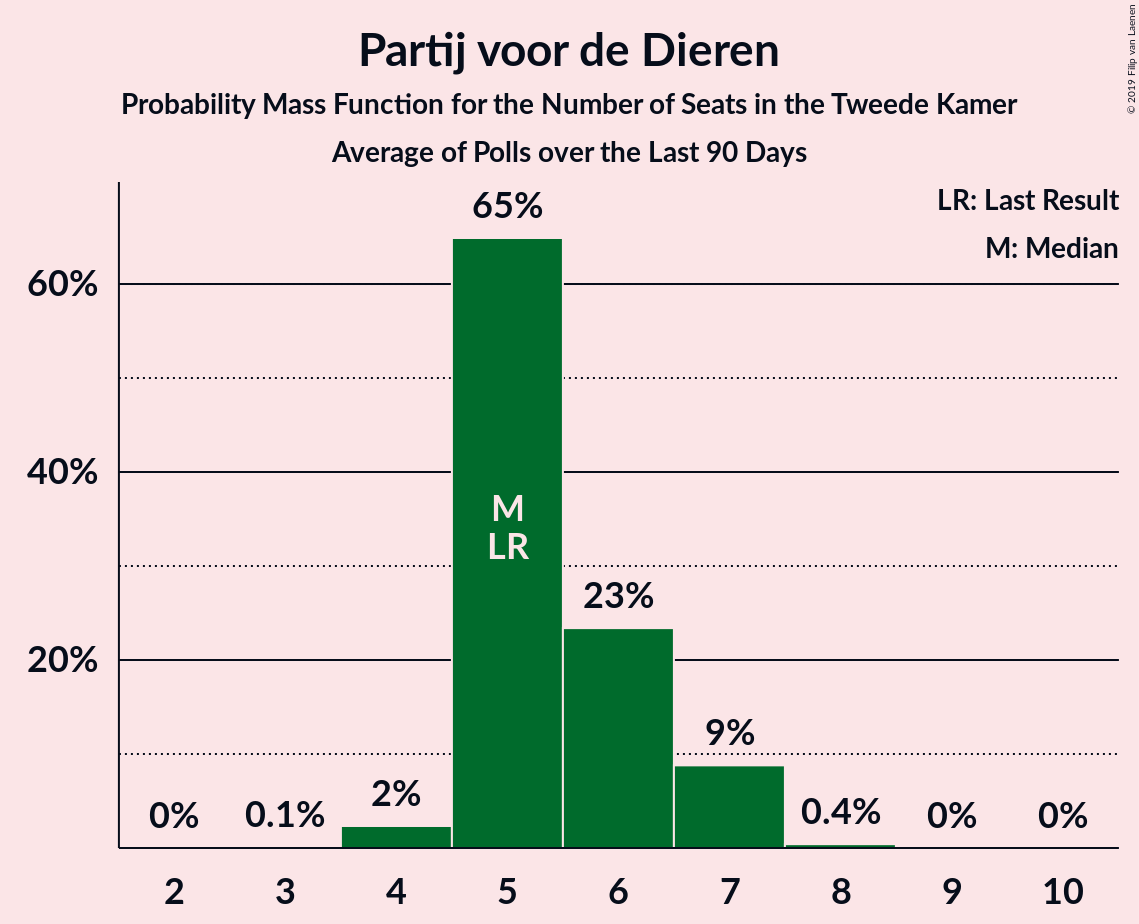 Partij voor de Dieren
Probability Mass Function for the Number of Seats in the Tweede Kamer
Average of Polls over the Last 90 Days
© 2019 Filip van Laenen
LR: Last Result
M: Median
65%
60%
40%
M
LR
23%
20%
9%
2%
0%
0.1%
0.4%
0%
0%
2 3 4 5 6 7 8 9 10